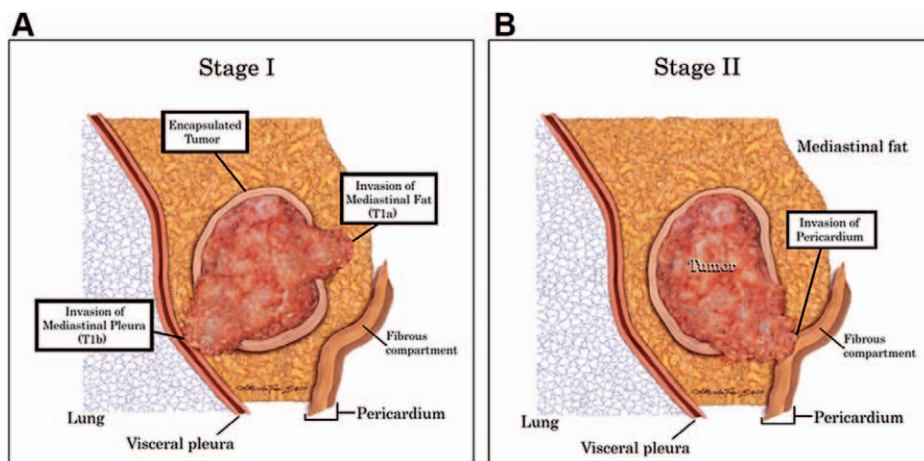 A
Stage I
Encapsulated
Tumor
Invasion of
Mediastinal Fat
(T1a)
Invasion of
Mediastinal Pleura
(T1b)
Fibrous
compartment
Lung
Pericardium
Visceral pleura
B
Stage II
Mediastinal fat
Invasion of
Pericardium
Tumor
Fibrous
compartment
Lung
Pericardium
Visceral pleura